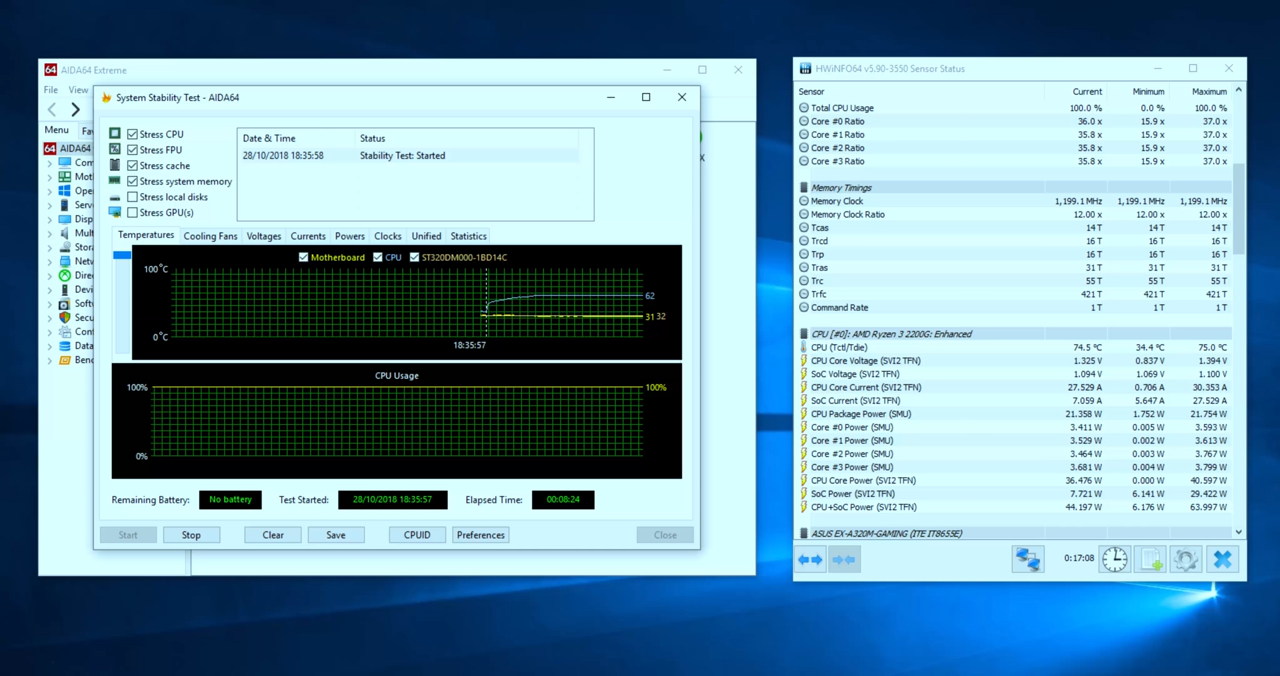 AIDA64 Extreme
File View
Menu Fav
AIDA64
Com
Mot
Ope
Serv
Disp
Mult
Stora
Netw
Direc
Devi
Soft
Secu
Conf
Data
Benc
System Stability Test - AIDA64
Stress CPU
Stress FPU
Stress cache
Stress system memory
Stress local disks
Stress GPU(s)
Date & Time Status
28/10/2018 18:35:58 Stability Test: Started
Temperatures Cooling Fans Voltages Currents Powers Clocks Unified Statistics
Motherboard CPU ST320DM000-1BD14C
100°C
62
31 32
0°C
18:35:57
CPU Usage
100% 100%
0%
Remaining Battery: No battery Test Started: 28/10/2018 18:35:57 Elapsed Time: 00:08:24
Start Stop Clear Save CPUID Preferences Close
HWiNFO64 v5.90-3550 Sensor Status
Sensor Current Minimum Maximum
Total CPU Usage 100.0 % 0.0 % 100.0 %
Core #0 Ratio 36.0 x 15.9 x 37.0 x
Core #1 Ratio 35.8 x 15.9 x 37.0 x
Core #2 Ratio 35.8 x 15.9 x 37.0 x
Core #3 Ratio 35.8 x 15.9 x 37.0 x
Memory Timings
Memory Clock 1,199.1 MHz 1,199.1 MHz 1,199.1 MHz
Memory Clock Ratio 12.00 x 12.00 x 12.00 x
Tcas 14 T 14 T 14 T
Trcd 16 T 16 T 16 T
Trp 16 T 16 T 16 T
Tras 31 T 31 T 31 T
Trc 55 T 55 T 55 T
Trfc 421 T 421 T 421 T
Command Rate 1 T 1 T 1 T
CPU [#0]: AMD Ryzen 3 2200G: Enhanced
CPU (Tctl/Tdie) 74.5 °C 34.4 °C 75.0 °C
CPU Core Voltage (SVI2 TFN) 1.325 V 0.837 V 1.394 V
SoC Voltage (SVI2 TFN) 1.094 V 1.069 V 1.100 V
CPU Core Current (SVI2 TFN) 27.529 A 0.706 A 30.353 A
SoC Current (SVI2 TFN) 7.059 A 5.647 A 27.529 A
CPU Package Power (SMU) 21.358 W 1.752 W 21.754 W
Core #0 Power (SMU) 3.411 W 0.005 W 3.593 W
Core #1 Power (SMU) 3.529 W 0.002 W 3.613 W
Core #2 Power (SMU) 3.464 W 0.003 W 3.767 W
Core #3 Power (SMU) 3.681 W 0.004 W 3.799 W
CPU Core Power (SVI2 TFN) 36.476 W 0.000 W 40.597 W
SoC Power (SVI2 TFN) 7.721 W 6.141 W 29.422 W
CPU+SoC Power (SVI2 TFN) 44.197 W 6.176 W 63.997 W
ASUS EX-A320M-GAMING (ITE IT8655E)
0:17:08